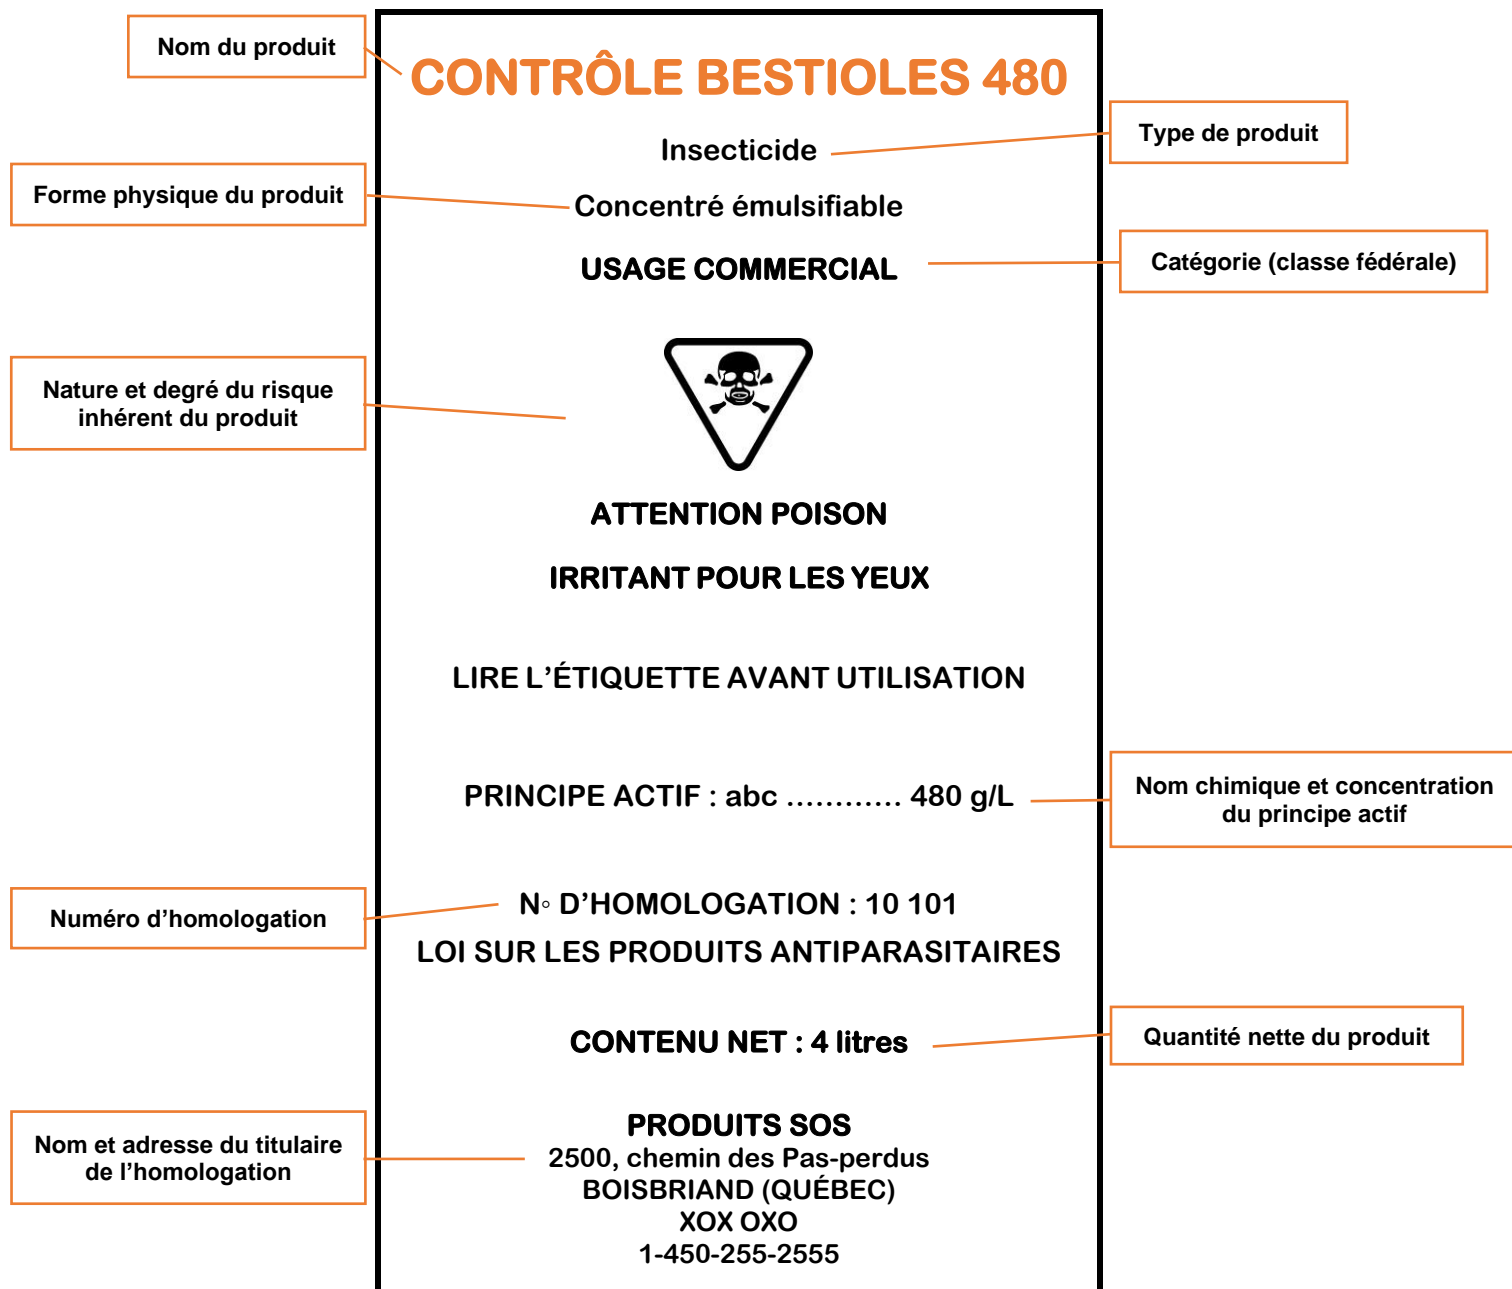 Nom du produit
CONTRÔLE BESTIOLES 480
Type de produit
Insecticide
Forme physique du produit
Concentré émulsifiable
USAGE COMMERCIAL
Catégorie (classe fédérale)
Nature et degré du risque
inhérent du produit
ATTENTION POISON
IRRITANT POUR LES YEUX
LIRE L’ÉTIQUETTE AVANT UTILISATION
PRINCIPE ACTIF : abc ............ 480 g/L
Nom chimique et concentration
du principe actif
Numéro d’homologation
N° D’HOMOLOGATION : 10 101
LOI SUR LES PRODUITS ANTIPARASITAIRES
CONTENU NET : 4 litres
Quantité nette du produit
Nom et adresse du titulaire
de l’homologation
PRODUITS SOS
2500, chemin des Pas-perdus
BOISBRIAND (QUÉBEC)
XOX OXO
1-450-255-2555